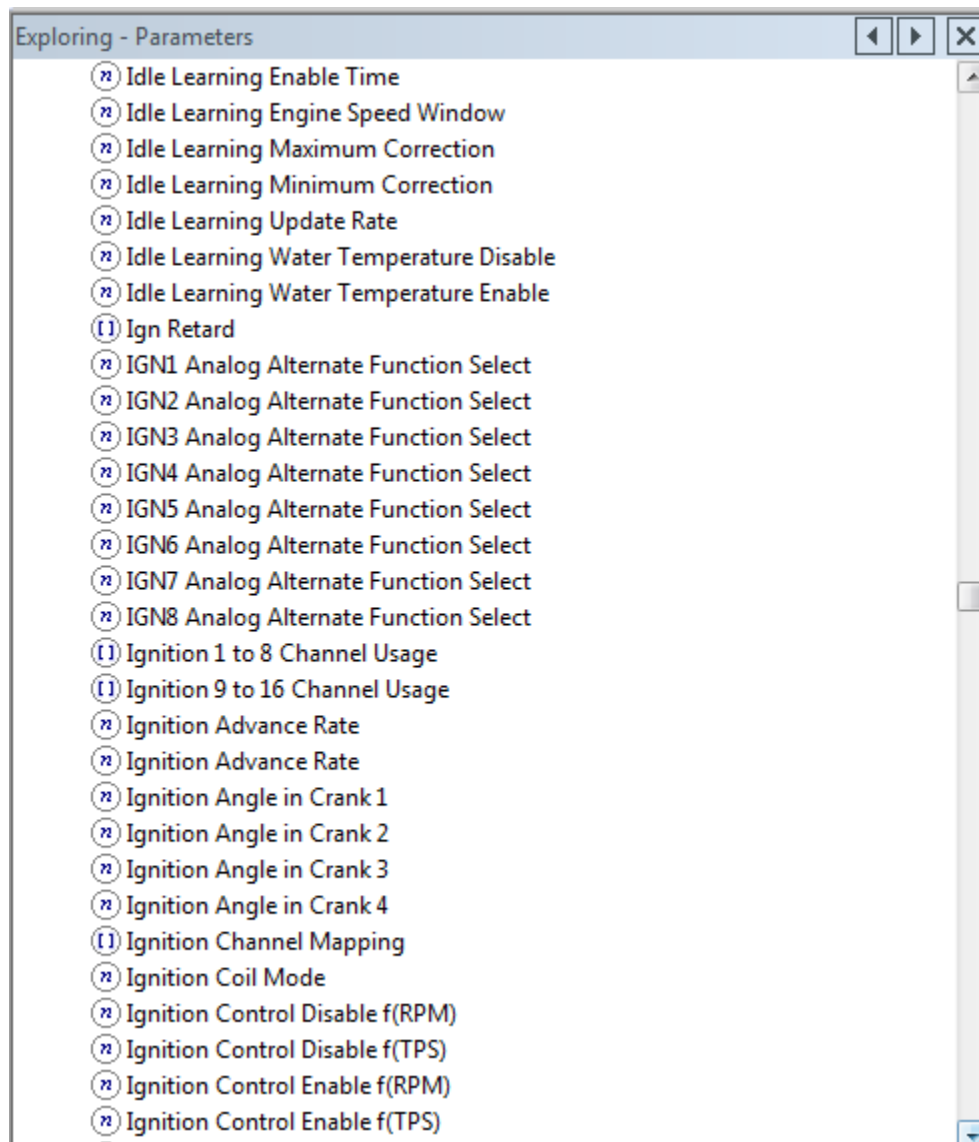 Exploring - Parameters
Idle Learning Enable Time
Idle Learning Engine Speed Window
Idle Learning Maximum Correction
Idle Learning Minimum Correction
Idle Learning Update Rate
Idle Learning Water Temperature Disable
Idle Learning Water Temperature Enable
Ign Retard
IGN1 Analog Alternate Function Select
IGN2 Analog Alternate Function Select
IGN3 Analog Alternate Function Select
IGN4 Analog Alternate Function Select
IGN5 Analog Alternate Function Select
IGN6 Analog Alternate Function Select
IGN7 Analog Alternate Function Select
IGN8 Analog Alternate Function Select
Ignition 1 to 8 Channel Usage
Ignition 9 to 16 Channel Usage
Ignition Advance Rate
Ignition Advance Rate
Ignition Angle in Crank 1
Ignition Angle in Crank 2
Ignition Angle in Crank 3
Ignition Angle in Crank 4
Ignition Channel Mapping
Ignition Coil Mode
Ignition Control Disable f(RPM)
Ignition Control Disable f(TPS)
Ignition Control Enable f(RPM)
Ignition Control Enable f(TPS)